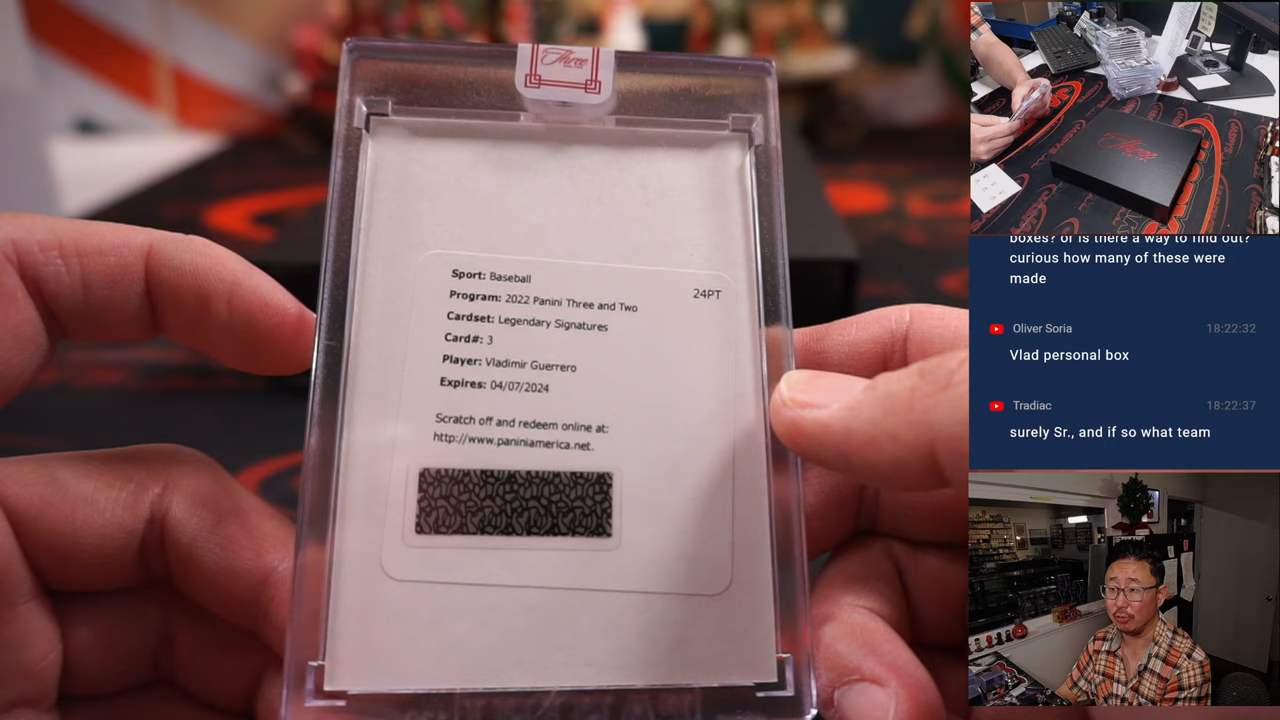 Three
Sport: Baseball
24PT
Program: 2022 Panini Three and Two
Cardset: Legendary Signatures
Card#: 3
Player: Vladimir Guerrero
Expires: 04/07/2024
Scratch off and redeem online at:
http://www.paniniamerica.net.
Three
boxes? or is there a way to find out?
curious how many of these were
made
Oliver Soria 18:22:32
Vlad personal box
Tradiac 18:22:37
surely Sr., and if so what team